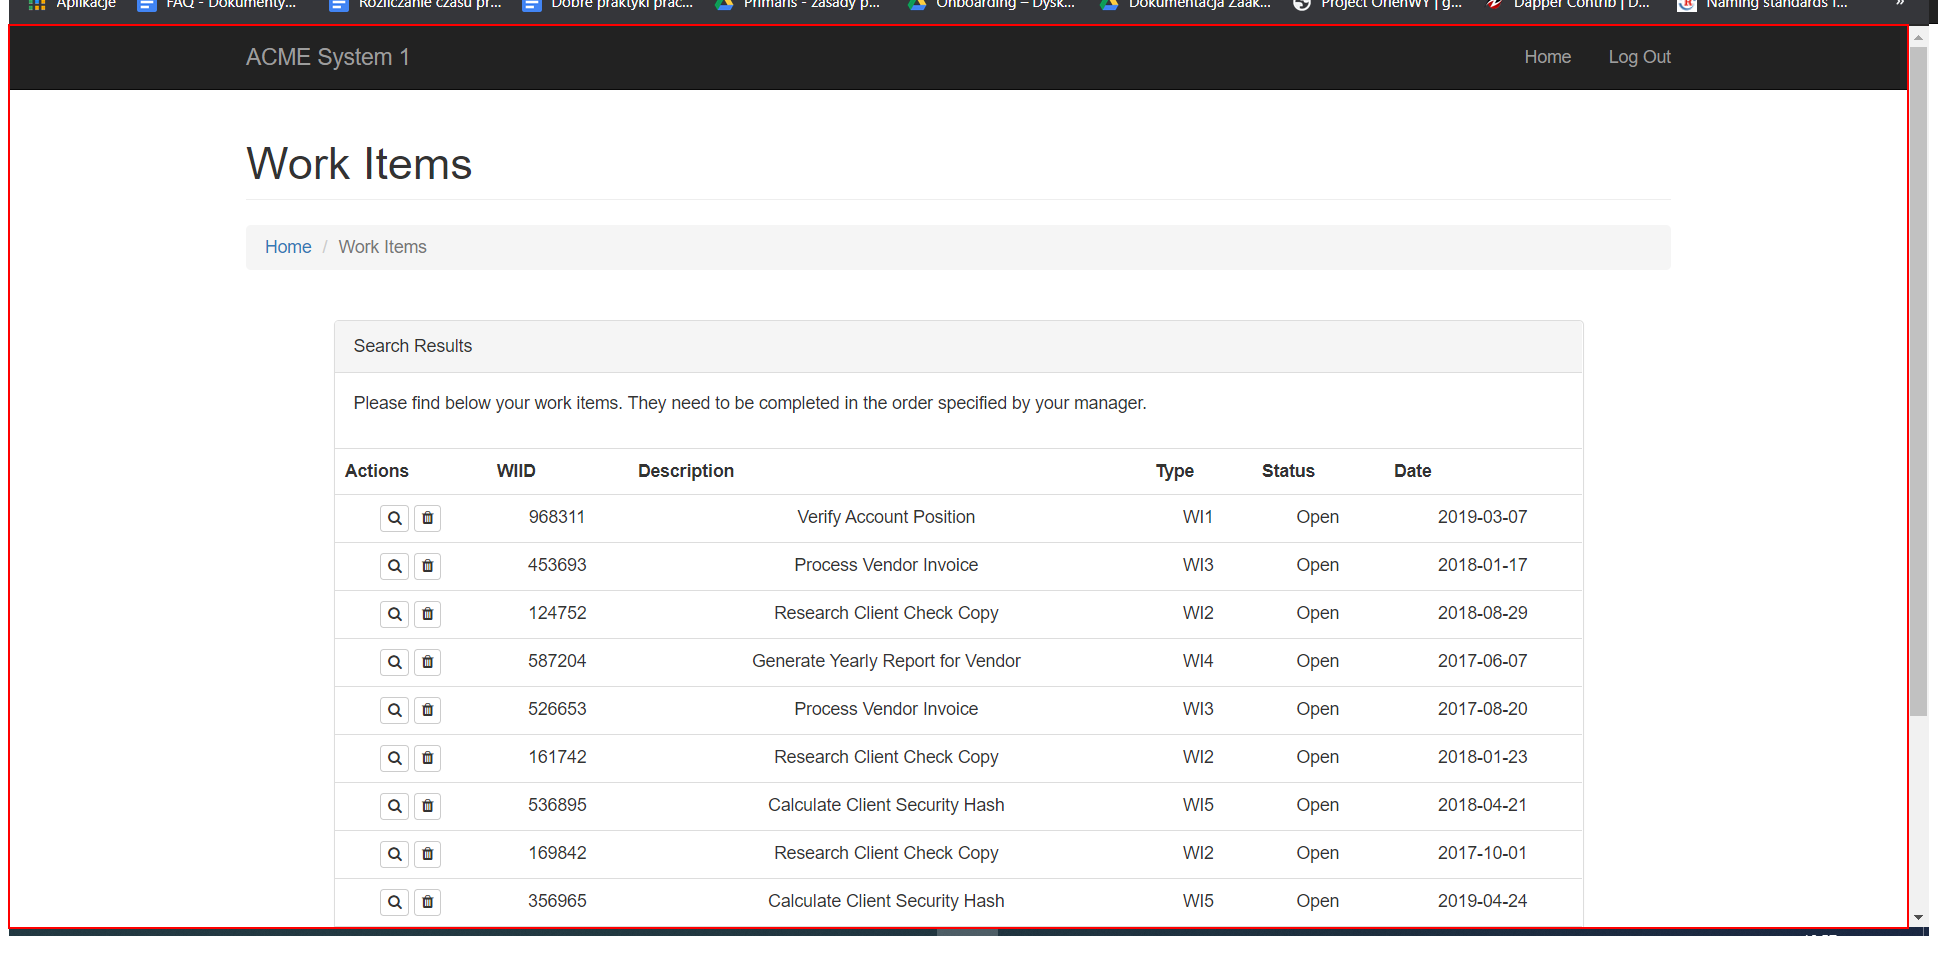 Aplikacje FAQ - Dokumenty... Rozliczanie czasu pr... Dobre praktyki prac... Primaris - zasady p... Onboarding – Dysk... Dokumentacja Zaak... Project OrienWY | g... Dapper Contrib | D... Naming standards f... »
ACME System 1 Home Log Out
Work Items
Home / Work Items
Search Results
Please find below your work items. They need to be completed in the order specified by your manager.
Actions WIID Description Type Status Date
968311 Verify Account Position WI1 Open 2019-03-07
453693 Process Vendor Invoice WI3 Open 2018-01-17
124752 Research Client Check Copy WI2 Open 2018-08-29
587204 Generate Yearly Report for Vendor WI4 Open 2017-06-07
526653 Process Vendor Invoice WI3 Open 2017-08-20
161742 Research Client Check Copy WI2 Open 2018-01-23
536895 Calculate Client Security Hash WI5 Open 2018-04-21
169842 Research Client Check Copy WI2 Open 2017-10-01
356965 Calculate Client Security Hash WI5 Open 2019-04-24